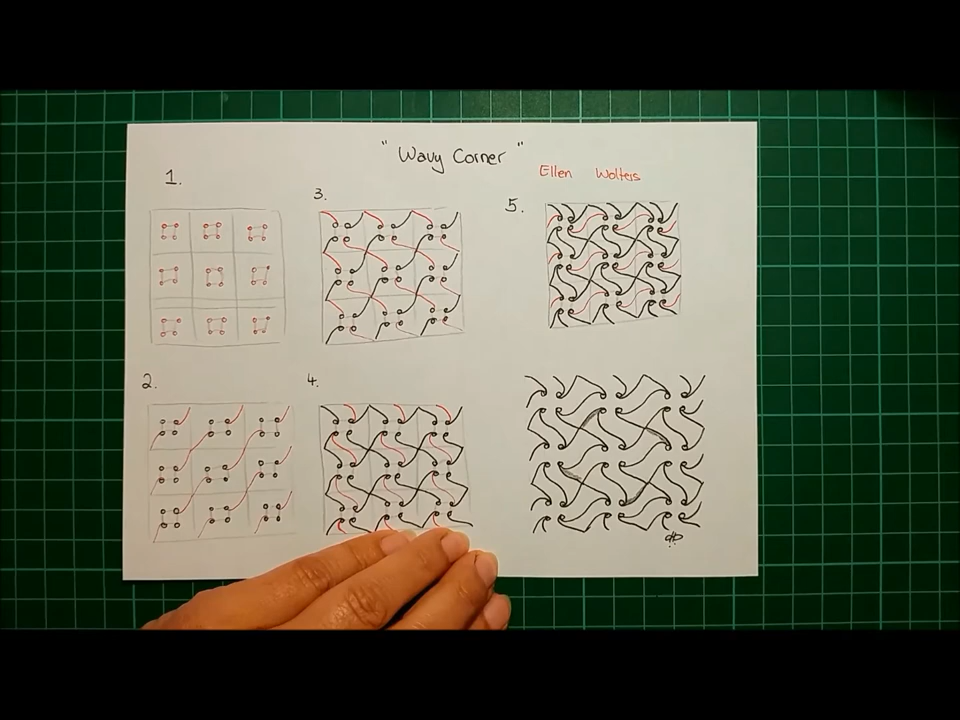 " Wavy Corner "
Ellen Wolters
1.
3.
5.
2.
4.